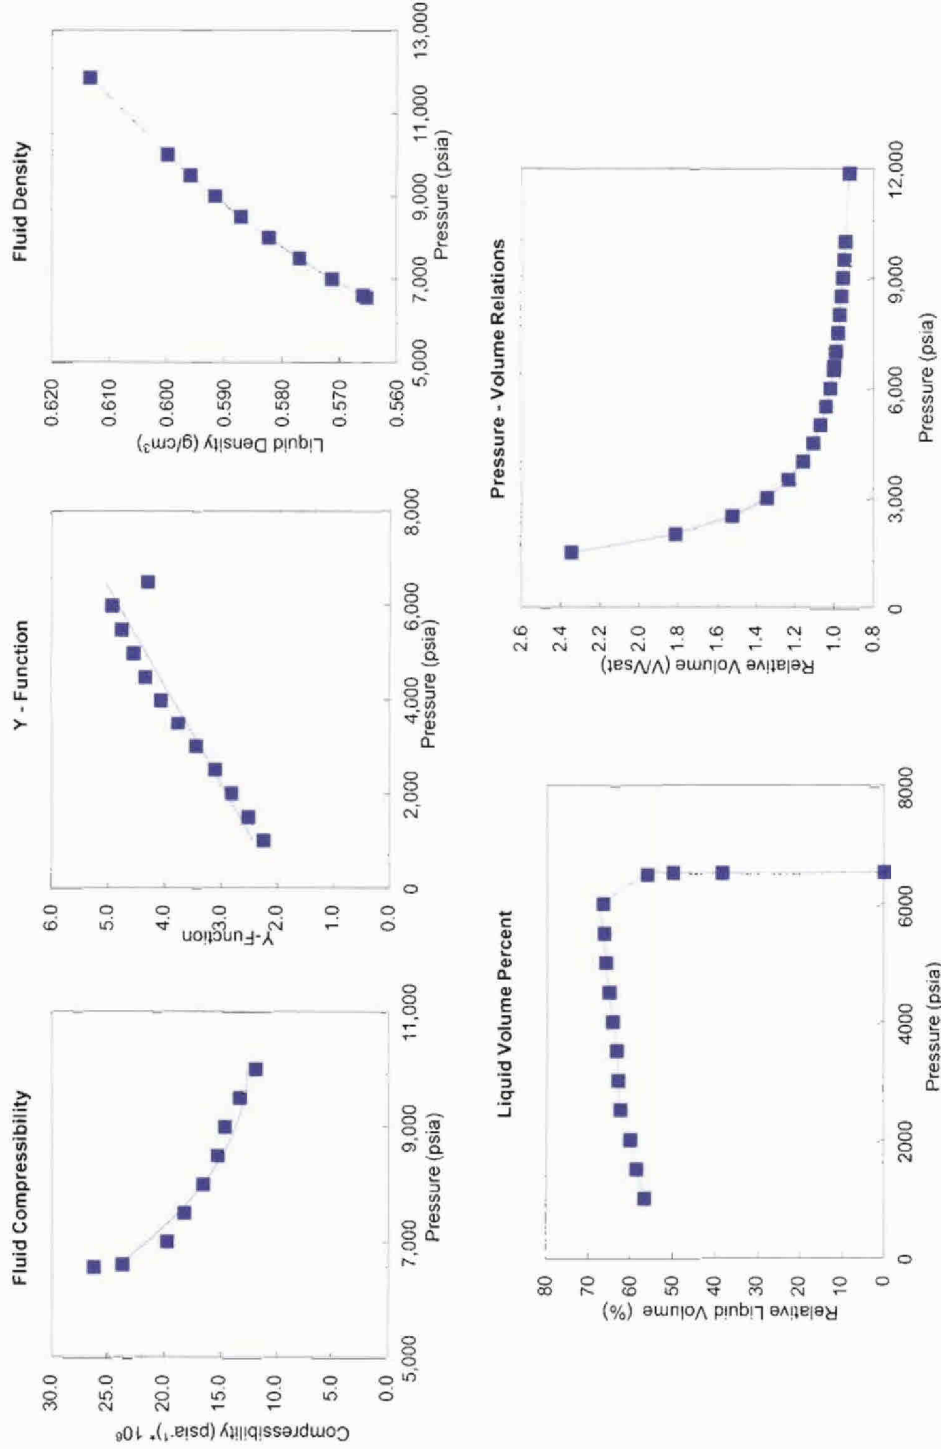 Fluid Compressibility
30.0
25.0
20.0
15.0
10.0
5.0
0.0
Compressibility (psia⁻¹)* 10⁶
5,000 7,000 9,000 11,000
Pressure (psia)
Y - Function
6.0
5.0
4.0
3.0
2.0
1.0
0.0
Y-Function
0 2,000 4,000 6,000 8,000
Pressure (psia)
Fluid Density
0.620
0.610
0.600
0.590
0.580
0.570
0.560
Liquid Density (g/cm³)
5,000 7,000 9,000 11,000 13,000
Pressure (psia)
Liquid Volume Percent
80
70
60
50
40
30
20
10
0
Relative Liquid Volume (%)
0 2000 4000 6000 8000
Pressure (psia)
Pressure - Volume Relations
2.6
2.4
2.2
2.0
1.8
1.6
1.4
1.2
1.0
0.8
Relative Volume (V/Vsat)
0 3,000 6,000 9,000 12,000
Pressure (psia)